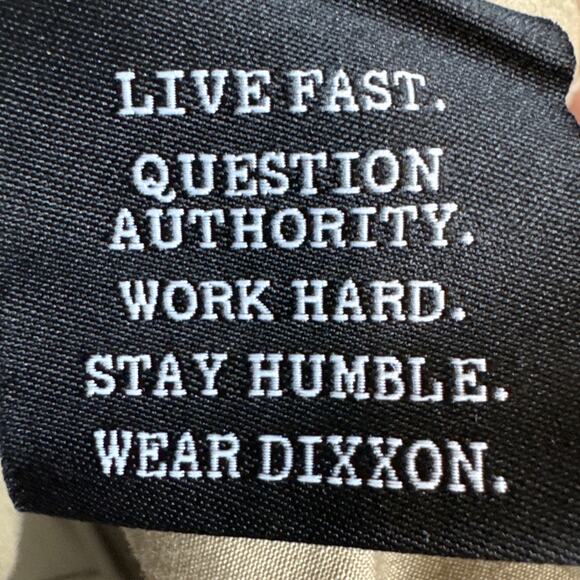 LIVE FAST.
QUESTION
AUTHORITY.
WORK HARD.
STAY HUMBLE.
WEAR DIXXON.